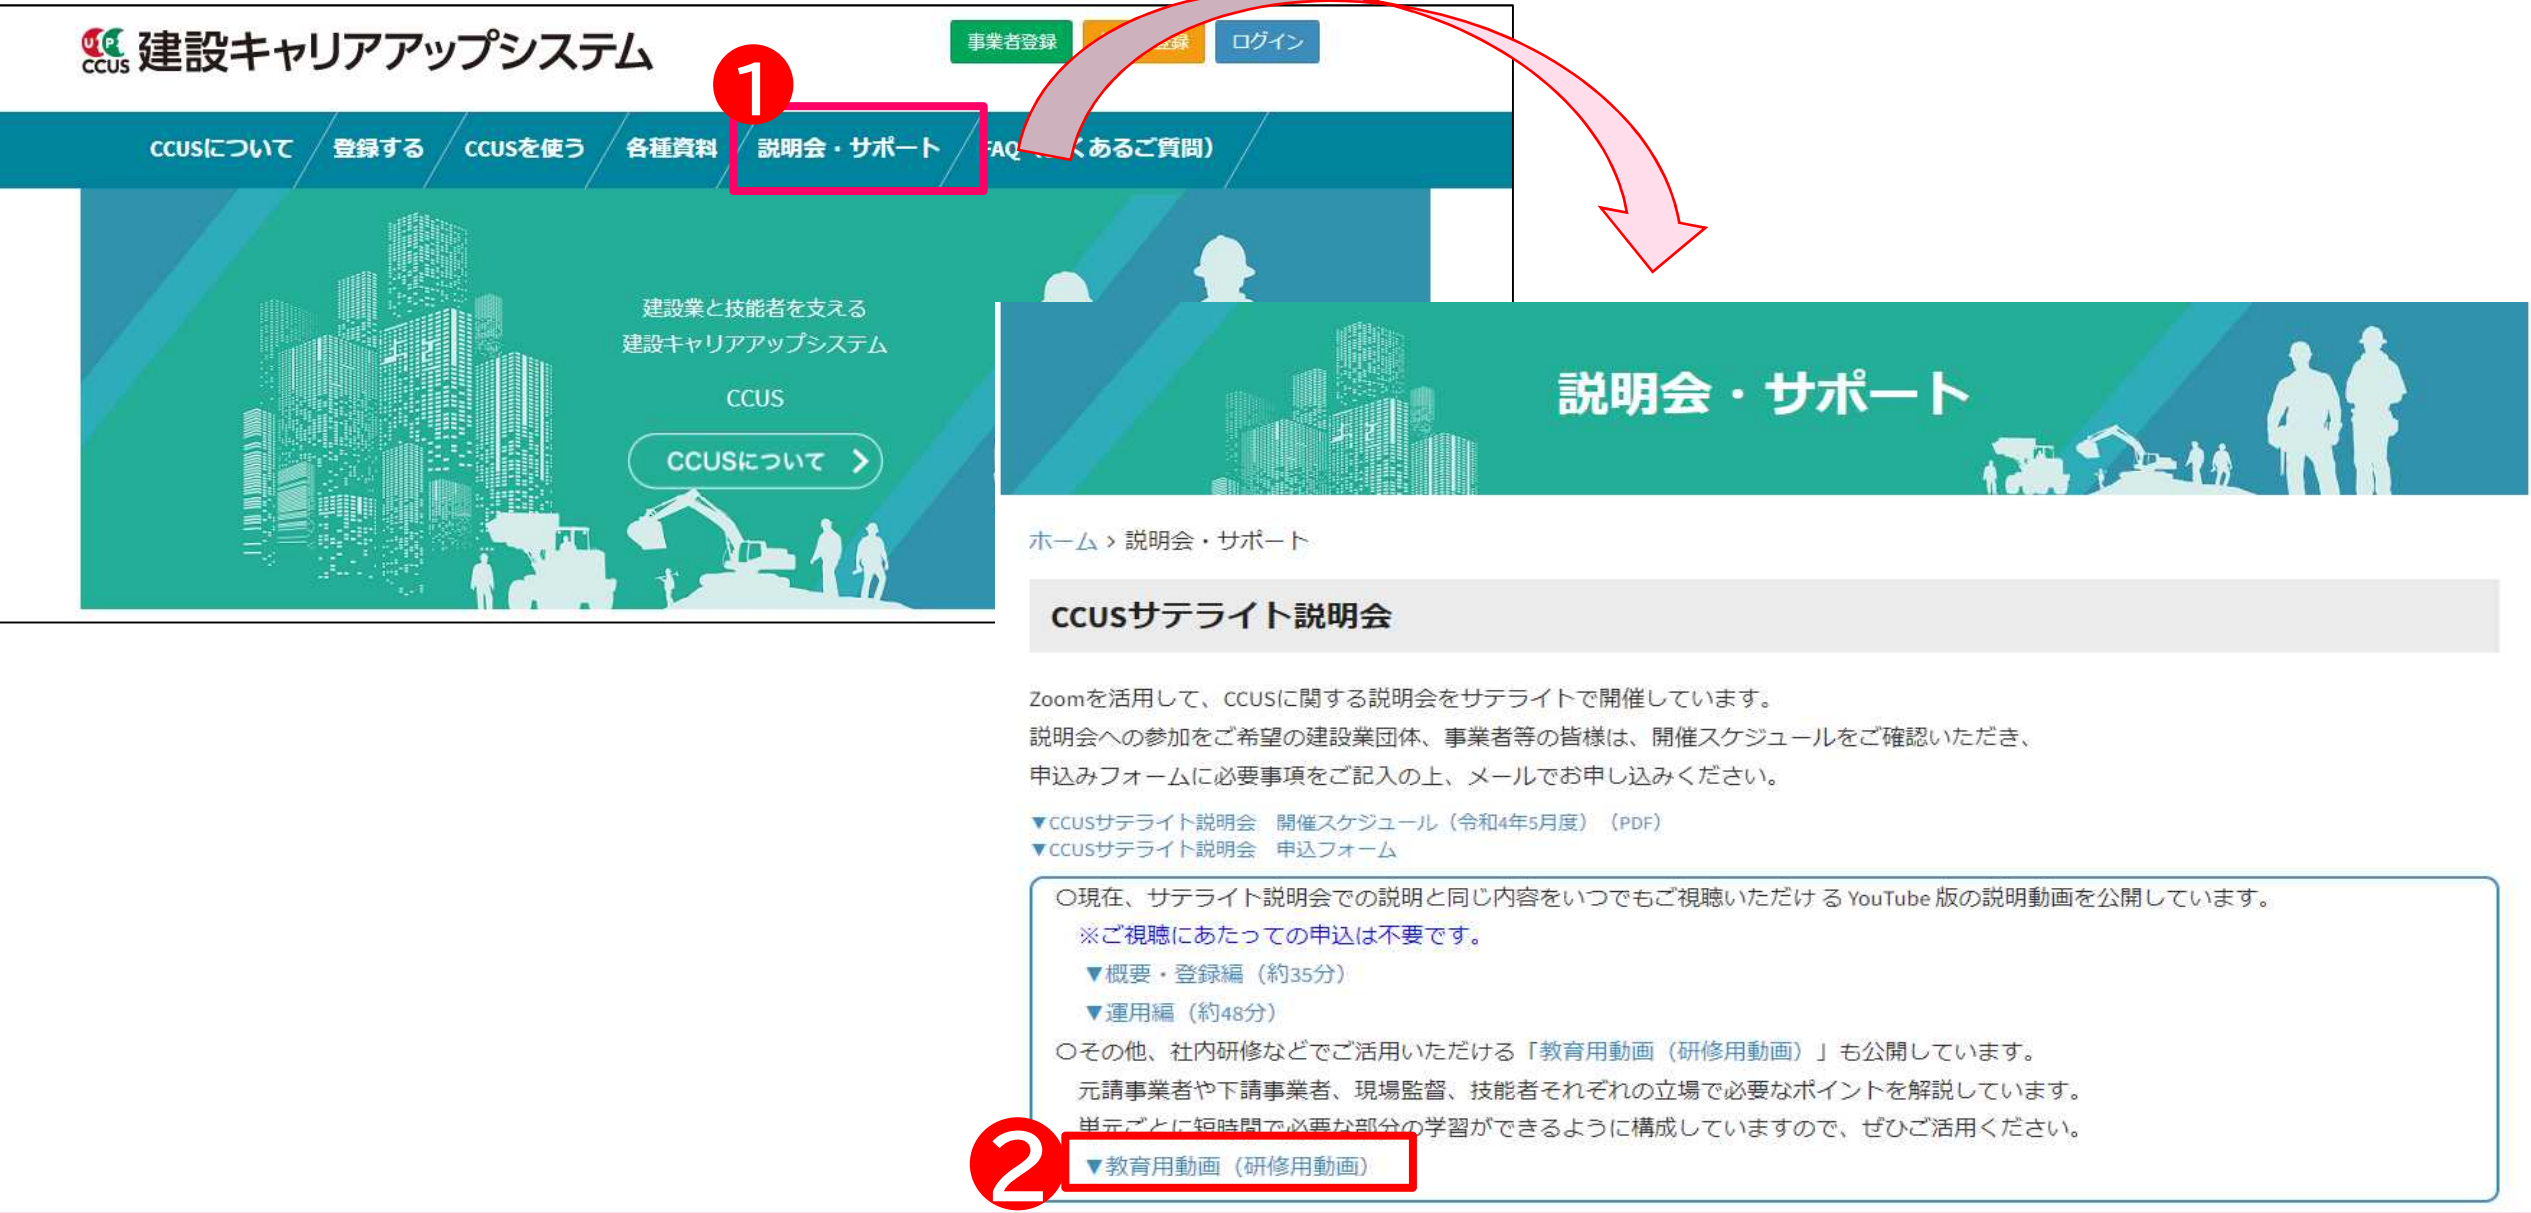 UPI
CCUS
建設キャリアアップシステム
事業者登録
登録
ログイン
1
CCUSについて
登録する
CCUSを使う
各種資料
説明会・サポート
FAQ
くあるご質問）
建設業と技能者を支える
建設キャリアアップシステム
CCUS
CCUSについて
説明会・サポート
ホーム › 説明会・サポート
CCUSサテライト説明会
Zoomを活用して、CCUSに関する説明会をサテライトで開催しています。
説明会への参加をご希望の建設業団体、事業者等の皆様は、開催スケジュールをご確認いただき、
申込みフォームに必要事項をご記入の上、メールでお申し込みください。
▼CCUSサテライト説明会　開催スケジュール（令和4年5月度）（PDF）
▼CCUSサテライト説明会　申込フォーム
〇現在、サテライト説明会での説明と同じ内容をいつでもご視聴いただける YouTube 版の説明動画を公開しています。
※ご視聴にあたっての申込は不要です。
▼概要・登録編（約35分）
▼運用編（約48分）
〇その他、社内研修などでご活用いただける「教育用動画（研修用動画）」も公開しています。
元請事業者や下請事業者、現場監督、技能者それぞれの立場で必要なポイントを解説しています。
単元ごとに短時間で必要な部分の学習ができるように構成していますので、ぜひご活用ください。
2
▼教育用動画（研修用動画）